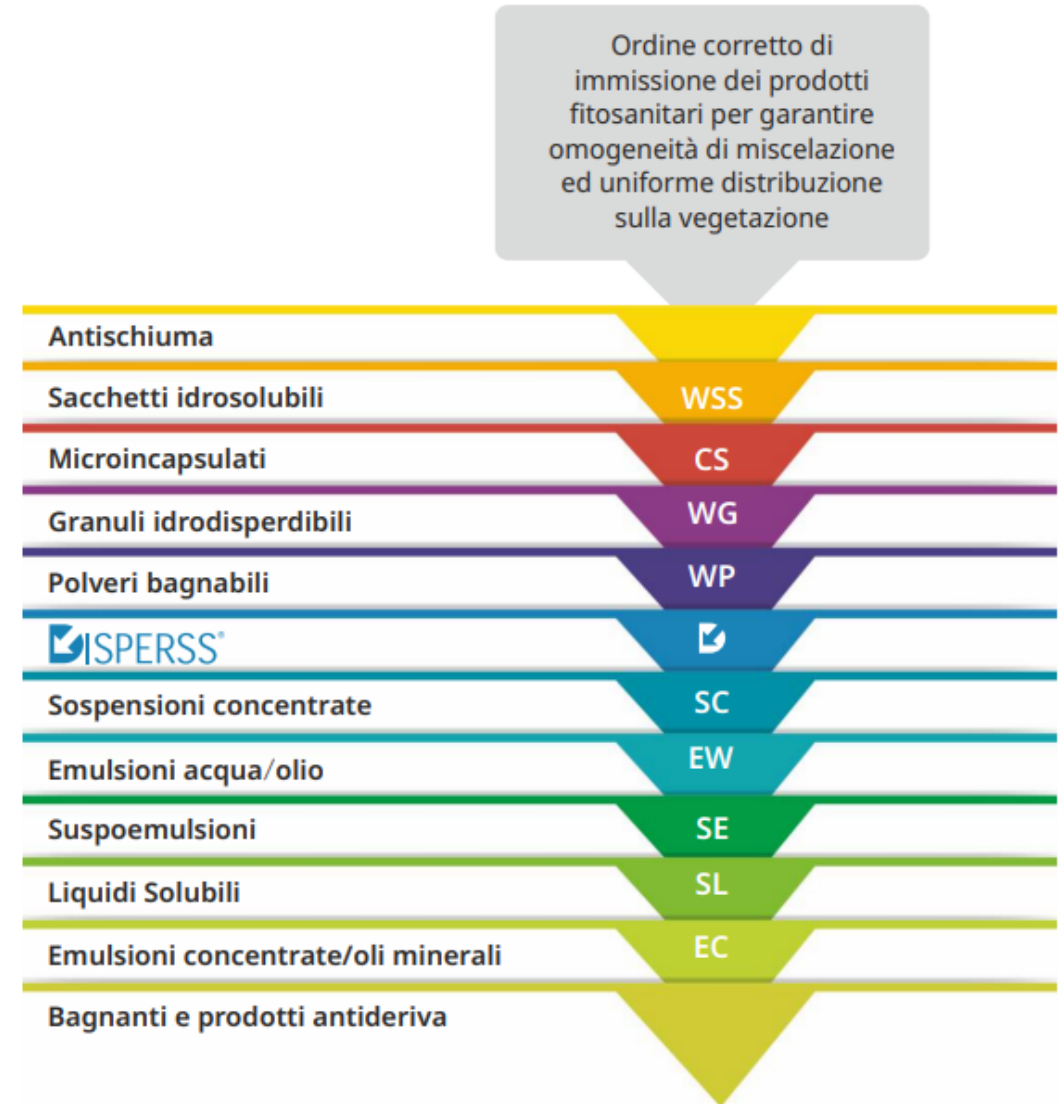 Ordine corretto di
immissione dei prodotti
fitosanitari per garantire
omogeneità di miscelazione
ed uniforme distribuzione
sulla vegetazione
Antischiuma
Sacchetti idrosolubili WSS
Microincapsulati CS
Granuli idrodisperdibili WG
Polveri bagnabili WP
DISPERSS® D
Sospensioni concentrate SC
Emulsioni acqua/olio EW
Suspoemulsioni SE
Liquidi Solubili SL
Emulsioni concentrate/oli minerali EC
Bagnanti e prodotti antideriva